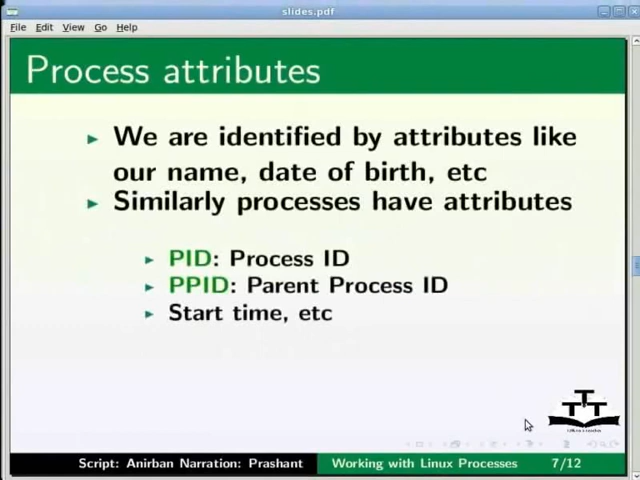 slides.pdf
File Edit View Go Help
Process attributes
We are identified by attributes like
our name, date of birth, etc
Similarly processes have attributes
PID: Process ID
PPID: Parent Process ID
Start time, etc
TTT
Script: Anirban Narration: Prashant Working with Linux Processes 7/12